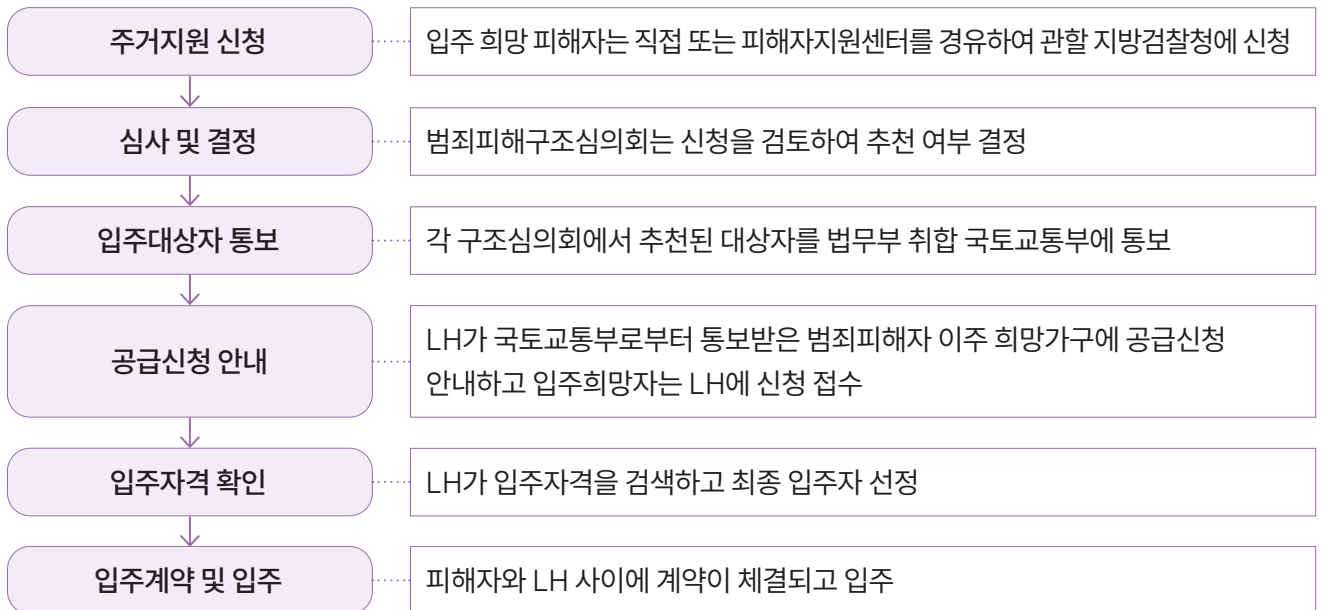 주거지원 신청
입주 희망 피해자는 직접 또는 피해자지원센터를 경유하여 관할 지방검찰청에 신청
심사 및 결정
범죄피해구조심의회는 신청을 검토하여 추천 여부 결정
입주대상자 통보
각 구조심의회에서 추천된 대상자를 법무부 취합 국토교통부에 통보
공급신청 안내
LH가 국토교통부로부터 통보받은 범죄피해자 이주 희망가구에 공급신청
안내하고 입주희망자는 LH에 신청 접수
입주자격 확인
LH가 입주자격을 검색하고 최종 입주자 선정
입주계약 및 입주
피해자와 LH 사이에 계약이 체결되고 입주